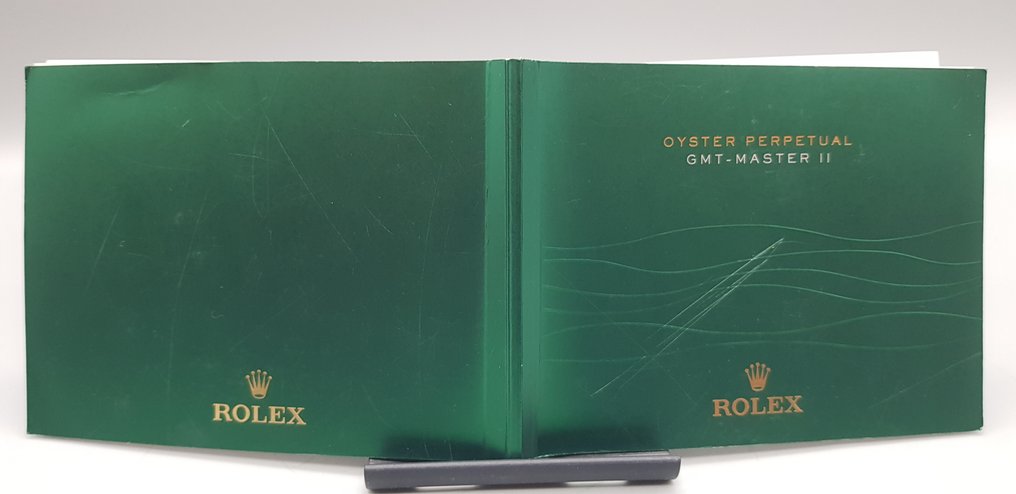 ROLEX
OYSTER PERPETUAL
GMT-MASTER II
ROLEX